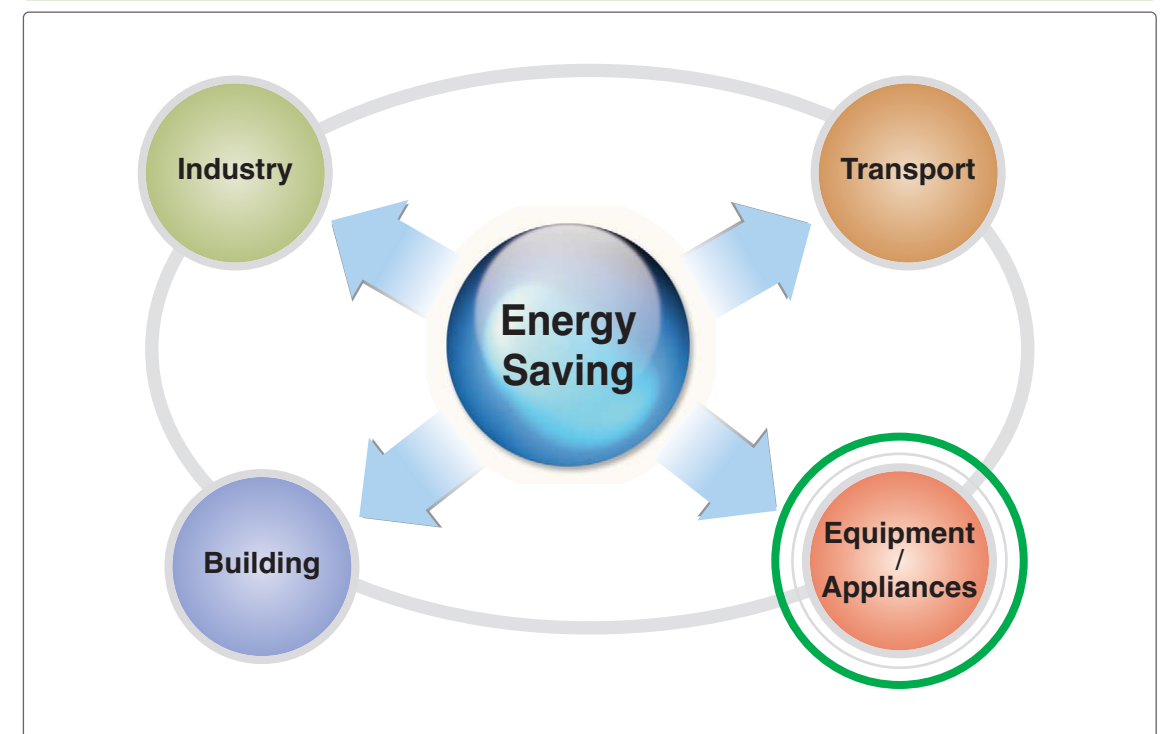 Industry
Transport
Energy
Saving
Building
Equipment
/
Appliances